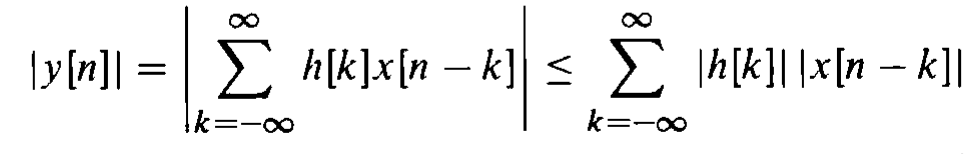 |y[n]| = |∑_{k=-∞}^{∞} h[k]x[n − k]| ≤ ∑_{k=-∞}^{∞} |h[k]| |x[n − k]|